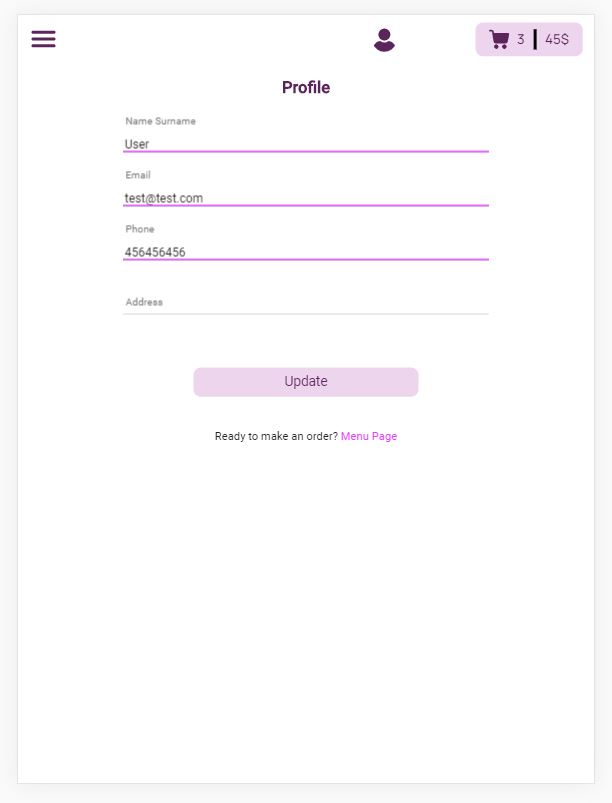 3 45$
Profile
Name Surname
User
Email
test@test.com
Phone
456456456
Address
Update
Ready to make an order? Menu Page